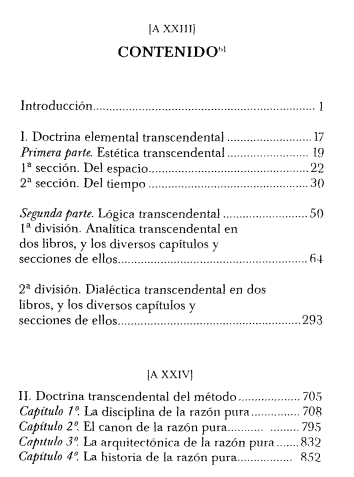 [A XXIII]
CONTENIDO⁶¹
Introducción.......................................................... 1
I. Doctrina elemental transcendental ..................... 17
Primera parte. Estética transcendental .................... 19
1ª sección. Del espacio........................................ 22
2ª sección. Del tiempo ........................................ 30
Segunda parte. Lógica transcendental ..................... 50
1ª división. Analítica transcendental en
dos libros, y los diversos capítulos y
secciones de ellos................................................. 64
2ª división. Dialéctica transcendental en dos
libros, y los diversos capítulos y
secciones de ellos...............................................293
[A XXIV]
II. Doctrina transcendental del método.................. 705
Capítulo 1º. La disciplina de la razón pura............... 708
Capítulo 2º. El canon de la razón pura........... ......... 795
Capítulo 3º. La arquitectónica de la razón pura .......832
Capítulo 4º. La historia de la razón pura................. 852